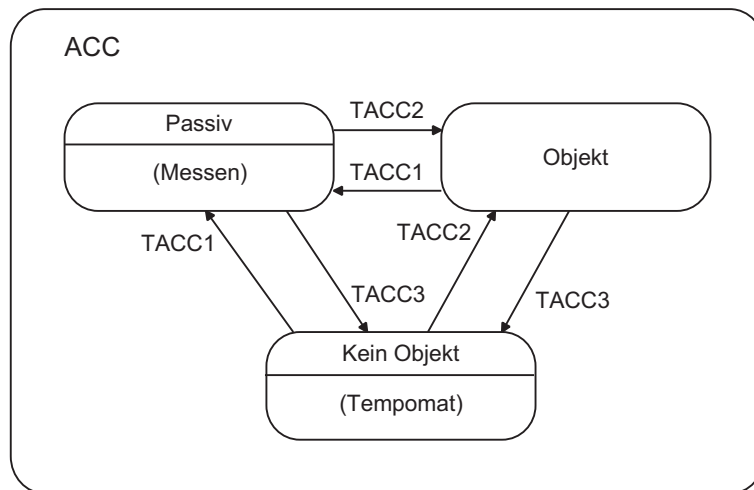 ACC
Passiv
(Messen)
TACC2
TACC1
Objekt
TACC1
TACC3
TACC2
TACC3
Kein Objekt
(Tempomat)